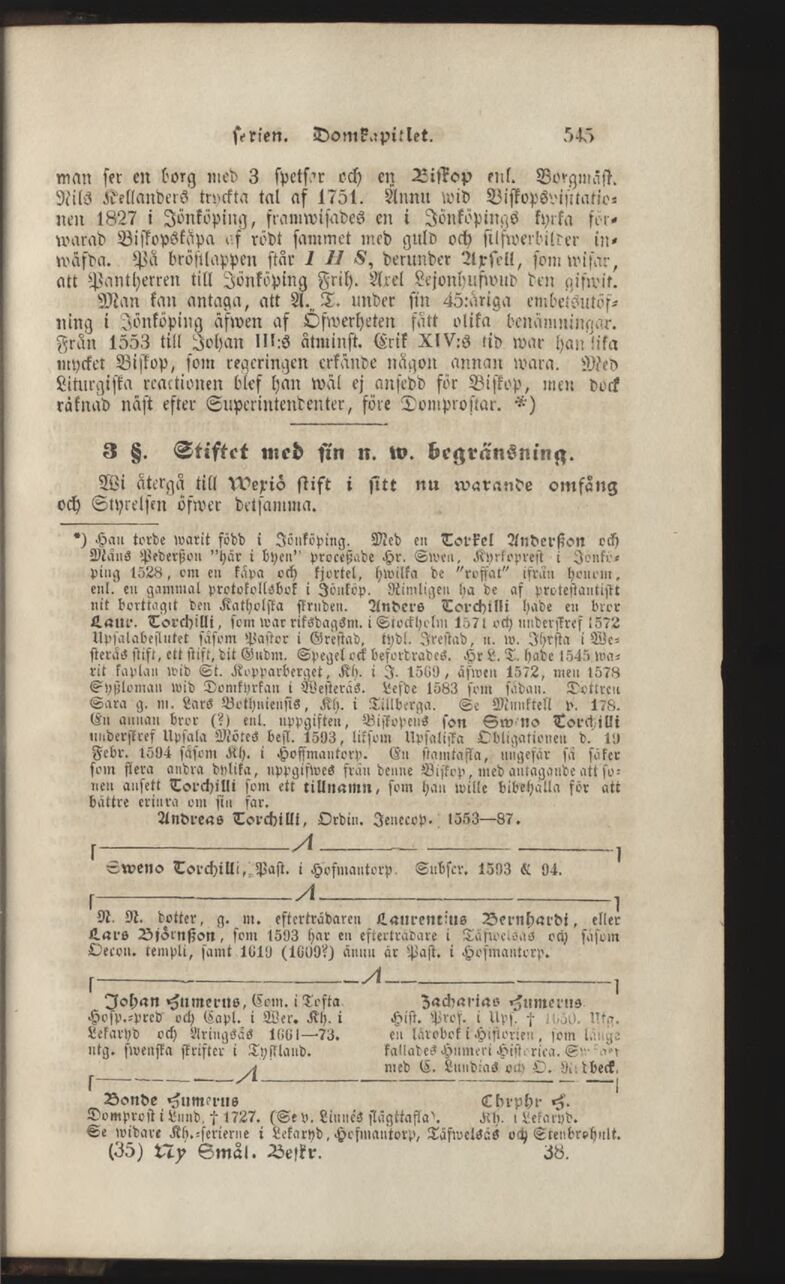 serien. Domkapitlet. 545
man ser en borg med 3 spetsar och en Biskop enl. Borgmäst.
Nils Kellanders tryckta tal af 1751. Ännu wid Biskopsvisitatio-
nen 1827 i Jönköping, framwisades en i Jönköpings kyrka för-
warad Biskopskåpa af rödt sammet med guld och silfwerbilder in-
wäfda. På bröstlappen står I H S, derunder Axsell, som wisar,
att Pantherren till Jönköping Frih. Axel Lejonhufwud den gifwit.
Man kan antaga, att A. T. under sin 45:åriga embetsutöf-
ning i Jönköping äfwen af Öfwerheten fått olika benämningar.
Från 1553 till Johan III:s åtminst. Erik XIV:s tid war han lika
mycket Biskop, som regeringen erkände någon annan wara. Med
Liturgiska reactionen blef han wäl ej ansedd för Biskop, men dock
räknad näst efter Superintendenter, före Domprostar. *)
3 §. Stiftet med sin n. w. begränsning.
Wi återgå till Wexiö stift i sitt nu warande omfång
och Styrelsen öfwer detsamma.
*) Han torde warit född i Jönköping. Med en Torkel Anderßon och
Måns Pederßon "här i byen" proceßade Hr. Swen, Kyrkoprest i Jönkö-
ping 1528, om en kåpa och kjortel, hwilka de "roffat" ifrån honom,
enl. en gammal protokollsbok i Jönköp. Rimligen ha de af protestantiskt
nit borttagit den Katholska skruden. Anders Torchilli hade en bror
Laur. Torchilli, som war riksdagsm. i Stockholm 1571 och underskref 1572
Upsalabeslutet såsom Pastor i Grestad, tydl. Irestad, n. w. Ihrsta i We-
steräs stift, ett stift, dit Gudm. Spegel ock befordrades. Hr L. T. hade 1545 wa-
rit kaplan wid St. Kopparberget, Kh. i J. 1569, äfwen 1572, men 1578
Syßloman wid Domkyrkan i Westerås. Lefde 1583 som sådan. Dottren
Sara g. m. Lars Bothniensis, Kh. i Tillberga. Se Muncktell p. 178.
En annan bror (?) enl. uppgiften, Biskopens son Sweno Torchilli
underskref Upsala Mötes besl. 1593, liksom Upsaliska Obligationen d. 19
Febr. 1594 såsom Kh. i Hoffmantorp. En stamtafla, ungefär så säker
som flera andra dylika, uppgifwes från denne Biskop, med antagande att so-
nen ansett Torchilli som ett tillnamn, som han wille bibehålla för att
bättre erinra om sin far.
Andreas Torchilli, Ordin. Jenecop. 1553—87.
Sweno Torchilli, Past. i Hofmantorp. Subscr. 1593 & 94.
N. N. dotter, g. m. efterträdaren Laurentius Bernhardi, eller
Lars Björnßon, som 1593 har en efterträdare i Täfwelsås och såsom
Oecon. templi, samt 1619 (1609?) ännu är Past. i Hofmantorp.
Johan Humerus, Com. i Tofta
Hosp.-pred och Capl. i Wer. Kh. i
Lekaryd och Aringsås 1661—73.
utg. swenska skrifter i Tyskland.
Zacharias Humerus
Hist. Prof. i Ups. † 1650. Utg.
en lärobok i Historien, som länge
kallades Humeri Historica.
med E. Lundias och O. Rudbeck.
Bonde Humerus
Domprost i Lund, † 1727. (Se v. Linnés slägttafla).
Chrphr H.
Kh. i Lekaryd.
Se widare Kh.-serierne i Lekaryd, Hofmantorp, Täfwelsås och Stenbrohult.
(35) Ny Smål. Beskr. 38.